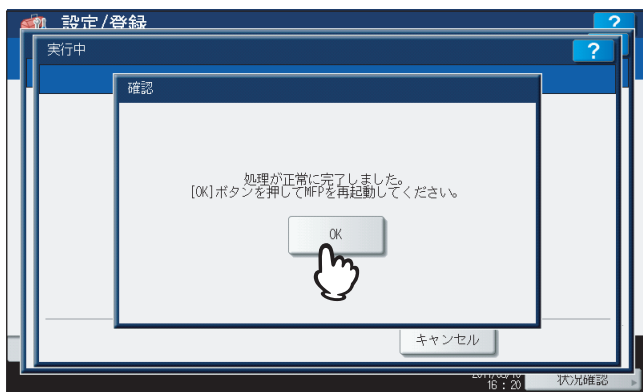 設定/登録
?
実行中
?
確認
処理が正常に完了しました。
[OK]ボタンを押してMFPを再起動してください。
OK
キャンセル
16:20
状況確認